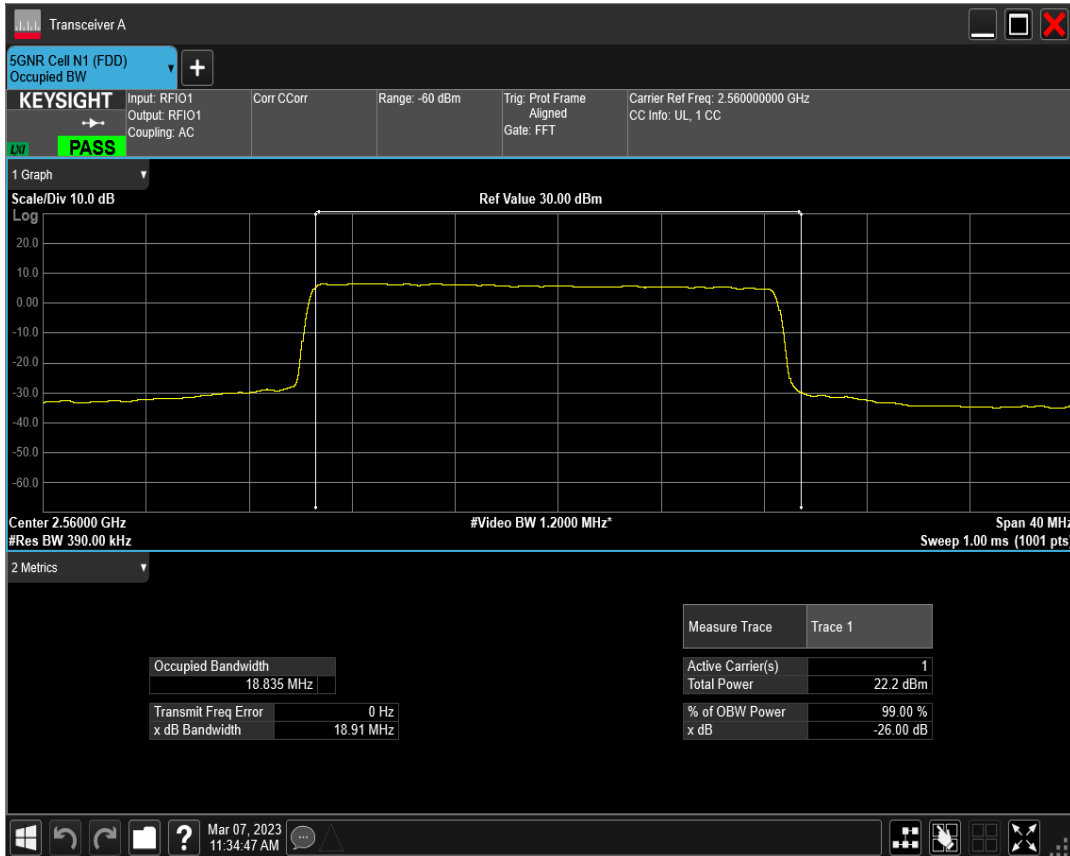 Transceiver A
5GNR Cell N1 (FDD)
Occupied BW
+
KEYSIGHT
LXI
PASS
Input: RFIO1
Output: RFIO1
Coupling: AC
Corr CCorr
Range: -60 dBm
Trig: Prot Frame
Aligned
Gate: FFT
Carrier Ref Freq: 2.560000000 GHz
CC Info: UL, 1 CC
1 Graph
Scale/Div 10.0 dB
Ref Value 30.00 dBm
Log
20.0
10.0
0.00
-10.0
-20.0
-30.0
-40.0
-50.0
-60.0
Center 2.56000 GHz
#Video BW 1.2000 MHz*
Span 40 MHz
#Res BW 390.00 kHz
Sweep 1.00 ms (1001 pts)
2 Metrics
Measure Trace Trace 1
Occupied Bandwidth
18.835 MHz
Active Carrier(s) 1
Total Power 22.2 dBm
Transmit Freq Error 0 Hz
x dB Bandwidth 18.91 MHz
% of OBW Power 99.00 %
x dB -26.00 dB
?
Mar 07, 2023
11:34:47 AM